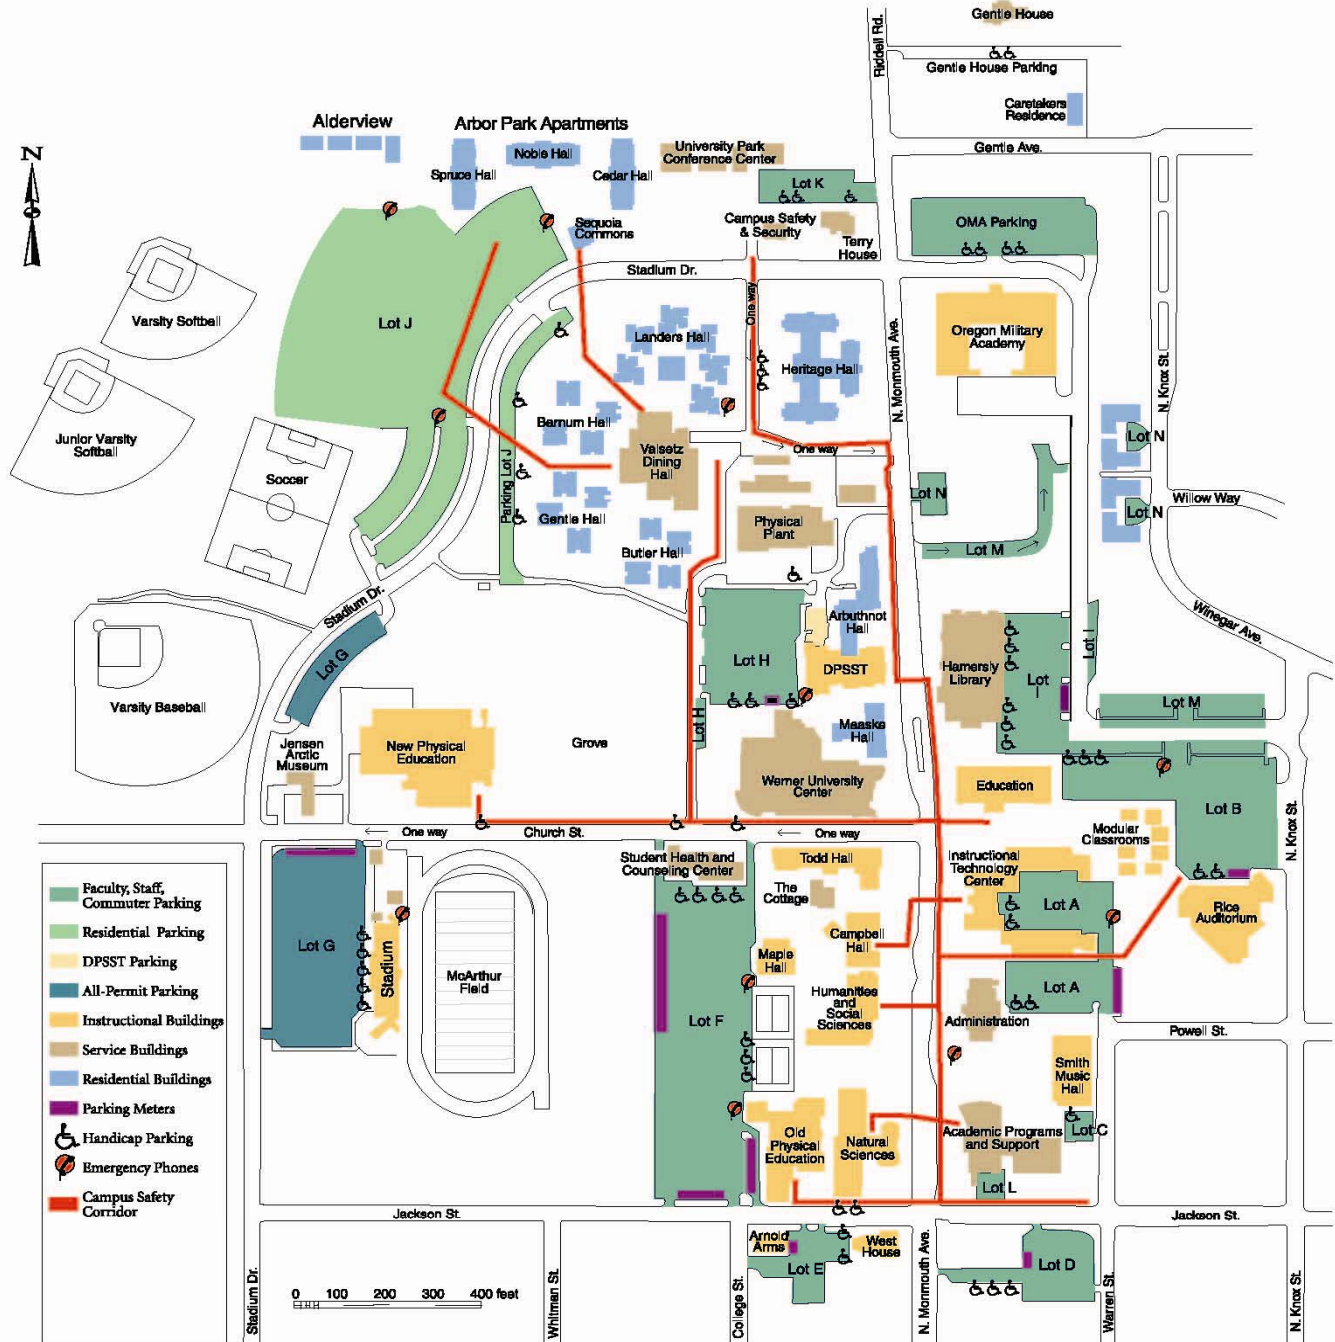 Gentle House
Riddell Rd.
Gentle House Parking
Caretakers
Residence
Gentle Ave.
Alderview
Arbor Park Apartments
Spruce Hall
Noble Hall
Cedar Hall
University Park
Conference Center
Lot K
N
Sequoia
Commons
Campus Safety
& Security
Terry
House
OMA Parking
Stadium Dr.
Varsity Softball
Lot J
Landers Hall
One way
Heritage Hall
N. Monmouth Ave.
Oregon Military
Academy
N. Knox St.
Junior Varsity
Softball
Soccer
Barnum Hall
Valsetz
Dining
Hall
One way
Lot N
Parking Lot J
Gentle Hall
Butler Hall
Physical
Plant
Lot N
Lot N
Willow Way
Lot M
Stadium Dr.
Arbuthnot
Hall
Winegar Ave.
Lot G
Lot H
DPSST
Hamersly
Library
Lot
I
Lot I
Varsity Baseball
Lot H
Maaske
Hall
Lot M
Jensen
Arctic
Museum
New Physical
Education
Grove
Werner University
Center
Education
Lot B
Modular
Classrooms
N. Knox St.
One way
Church St.
One way
Student Health and
Counseling Center
Todd Hall
The
Cottage
Instructional
Technology
Center
Lot A
Rice
Auditorium
Faculty, Staff,
Commuter Parking
Residential Parking
DPSST Parking
All-Permit Parking
Instructional Buildings
Service Buildings
Residential Buildings
Parking Meters
Handicap Parking
Emergency Phones
Campus Safety
Corridor
Lot G
Stadium
McArthur
Field
Campbell
Hall
Maple
Hall
Humanities
and
Social
Sciences
Lot F
Lot A
Administration
Powell St.
Smith
Music
Hall
Old
Physical
Education
Natural
Sciences
Academic Programs
and Support
Lot C
Lot L
Jackson St.
Jackson St.
Arnold
Arms
West
House
Lot E
Lot D
Stadium Dr.
0 100 200 300 400 feet
Whitman St.
College St.
N. Monmouth Ave.
Warren St.
N. Knox St.